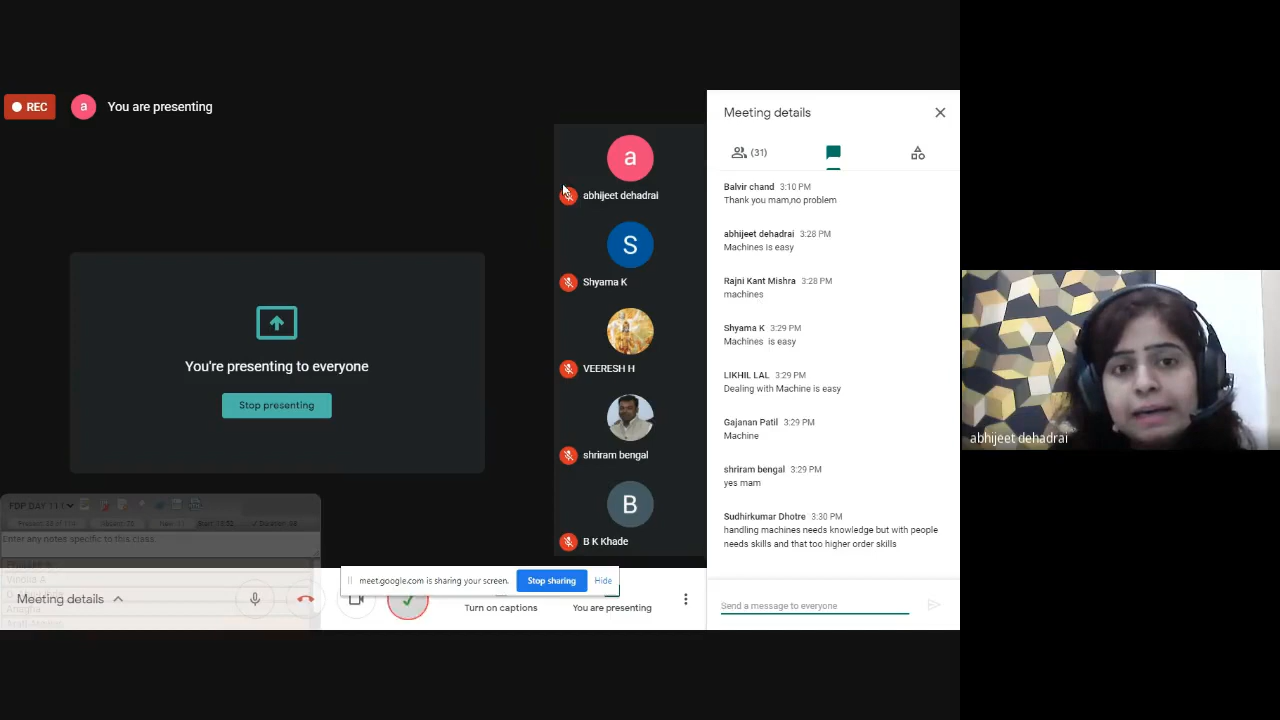 REC
a
You are presenting
You're presenting to everyone
Stop presenting
a
abhijeet dehadrai
S
Shyama K
VEERESH H
shriram bengal
B
B K Khade
Meeting details
(31)
Balvir chand 3:10 PM
Thank you mam,no problem
abhijeet dehadrai 3:28 PM
Machines is easy
Rajni Kant Mishra 3:28 PM
machines
Shyama K 3:29 PM
Machines is easy
LIKHIL LAL 3:29 PM
Dealing with Machine is easy
Gajanan Patil 3:29 PM
Machine
shriram bengal 3:29 PM
yes mam
Sudhirkumar Dhotre 3:30 PM
handling machines needs knowledge but with people
needs skills and that too higher order skills
Send a message to everyone
abhijeet dehadrai
FDP DAY 11
Enter any notes specific to this class.
meet.google.com is sharing your screen.
Stop sharing
Hide
Meeting details
Turn on captions
You are presenting